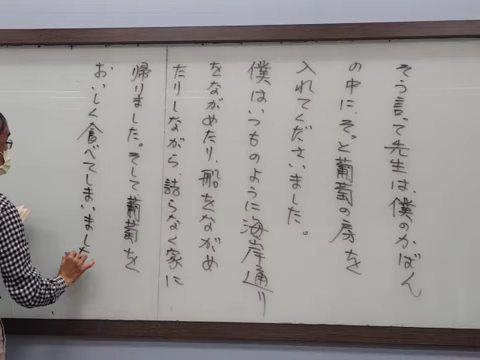 そう言って先生は、僕のかばん
の中に、そっと葡萄の房を
入れてくださいました。
僕はいつものように海岸通り
をながめたり、船をながめ
たりしながら、詰らなく家に
帰りました。そして葡萄を
おいしく食べてしまいました